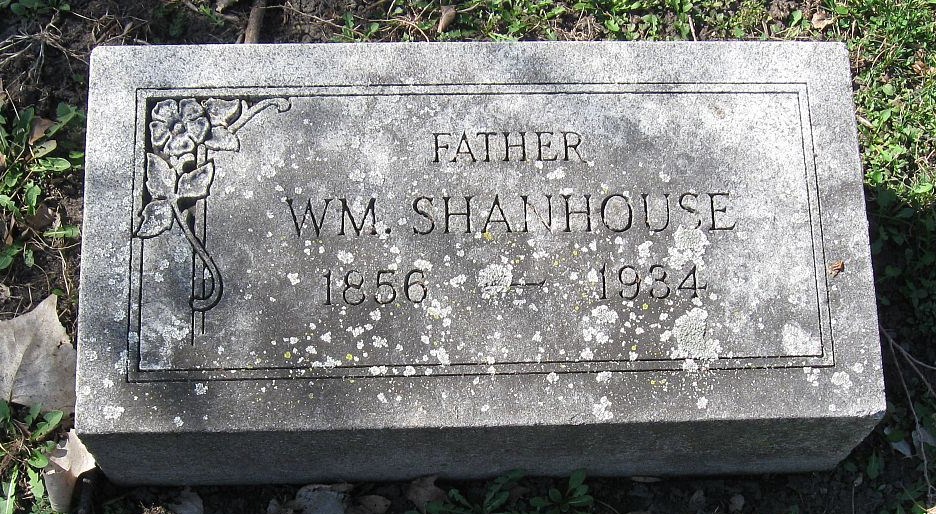 FATHER
WM. SHANHOUSE
1856 — 1934